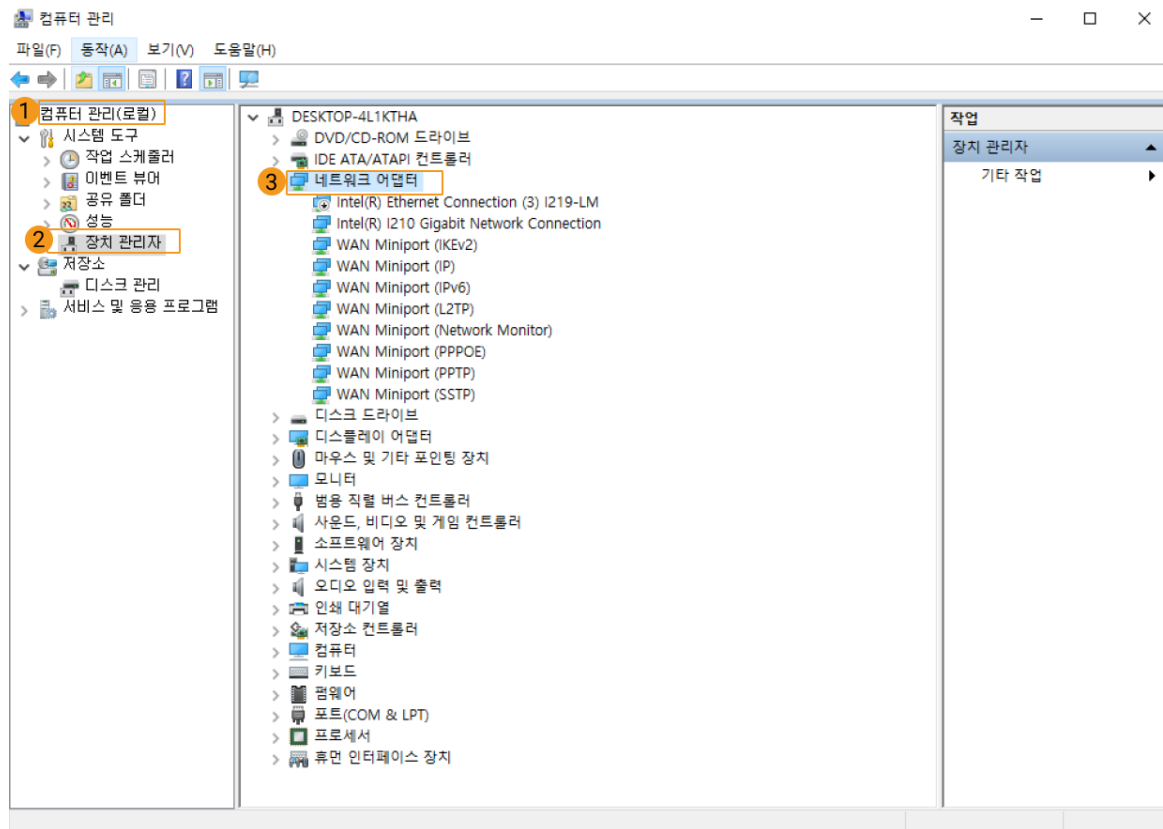 컴퓨터 관리
파일(F) 동작(A) 보기(V) 도움말(H)
1 컴퓨터 관리(로컬)
시스템 도구
작업 스케줄러
이벤트 뷰어
공유 폴더
성능
2 장치 관리자
저장소
디스크 관리
서비스 및 응용 프로그램
DESKTOP-4L1KTHA
DVD/CD-ROM 드라이브
IDE ATA/ATAPI 컨트롤러
3 네트워크 어댑터
Intel(R) Ethernet Connection (3) I219-LM
Intel(R) I210 Gigabit Network Connection
WAN Miniport (IKEv2)
WAN Miniport (IP)
WAN Miniport (IPv6)
WAN Miniport (L2TP)
WAN Miniport (Network Monitor)
WAN Miniport (PPPOE)
WAN Miniport (PPTP)
WAN Miniport (SSTP)
디스크 드라이브
디스플레이 어댑터
마우스 및 기타 포인팅 장치
모니터
범용 직렬 버스 컨트롤러
사운드, 비디오 및 게임 컨트롤러
소프트웨어 장치
시스템 장치
오디오 입력 및 출력
인쇄 대기열
저장소 컨트롤러
컴퓨터
키보드
펌웨어
포트(COM & LPT)
프로세서
휴먼 인터페이스 장치
작업
장치 관리자
기타 작업